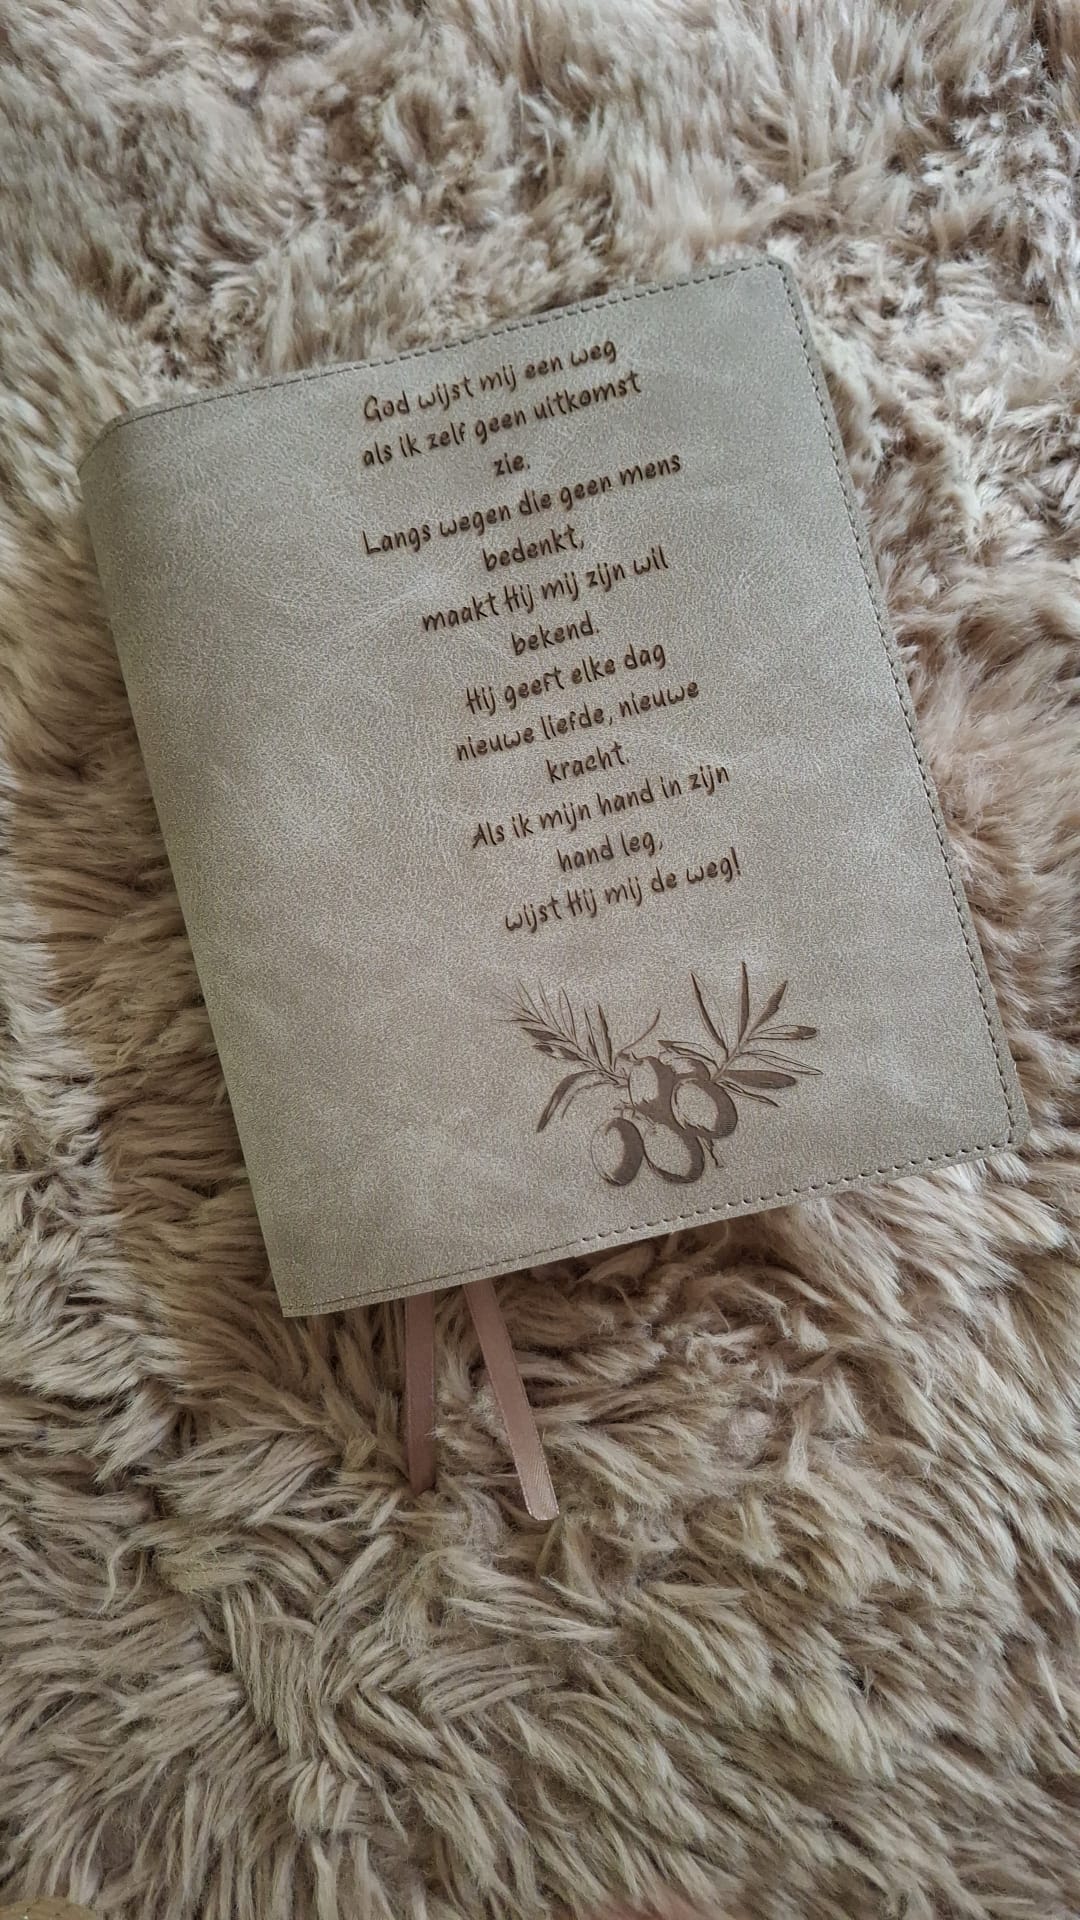 God wijst mij een weg
als ik zelf geen uitkomst
zie.
Langs wegen die geen mens
bedenkt,
maakt Hij mij zijn wil
bekend.
Hij geeft elke dag
nieuwe liefde, nieuwe
kracht.
Als ik mijn hand in zijn
hand leg,
wijst Hij mij de weg!